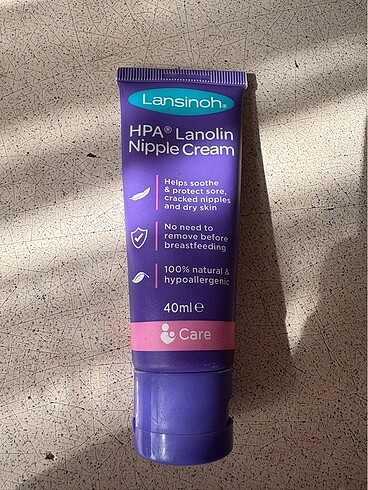 Lansinoh®
HPA® Lanolin
Nipple Cream
Helps soothe
& protect sore,
cracked nipples
and dry skin
No need to
remove before
breastfeeding
100% natural &
hypoallergenic
40ml ℮
Care